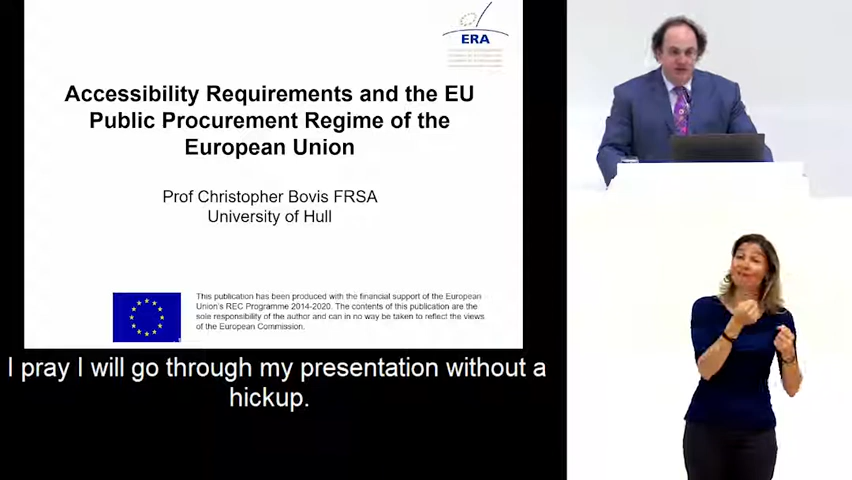 ERA
Accessibility Requirements and the EU
Public Procurement Regime of the
European Union
Prof Christopher Bovis FRSA
University of Hull
This publication has been produced with the financial support of the European
Union's REC Programme 2014-2020. The contents of this publication are the
sole responsibility of the author and can in no way be taken to reflect the views
of the European Commission.
I pray I will go through my presentation without a
hickup.